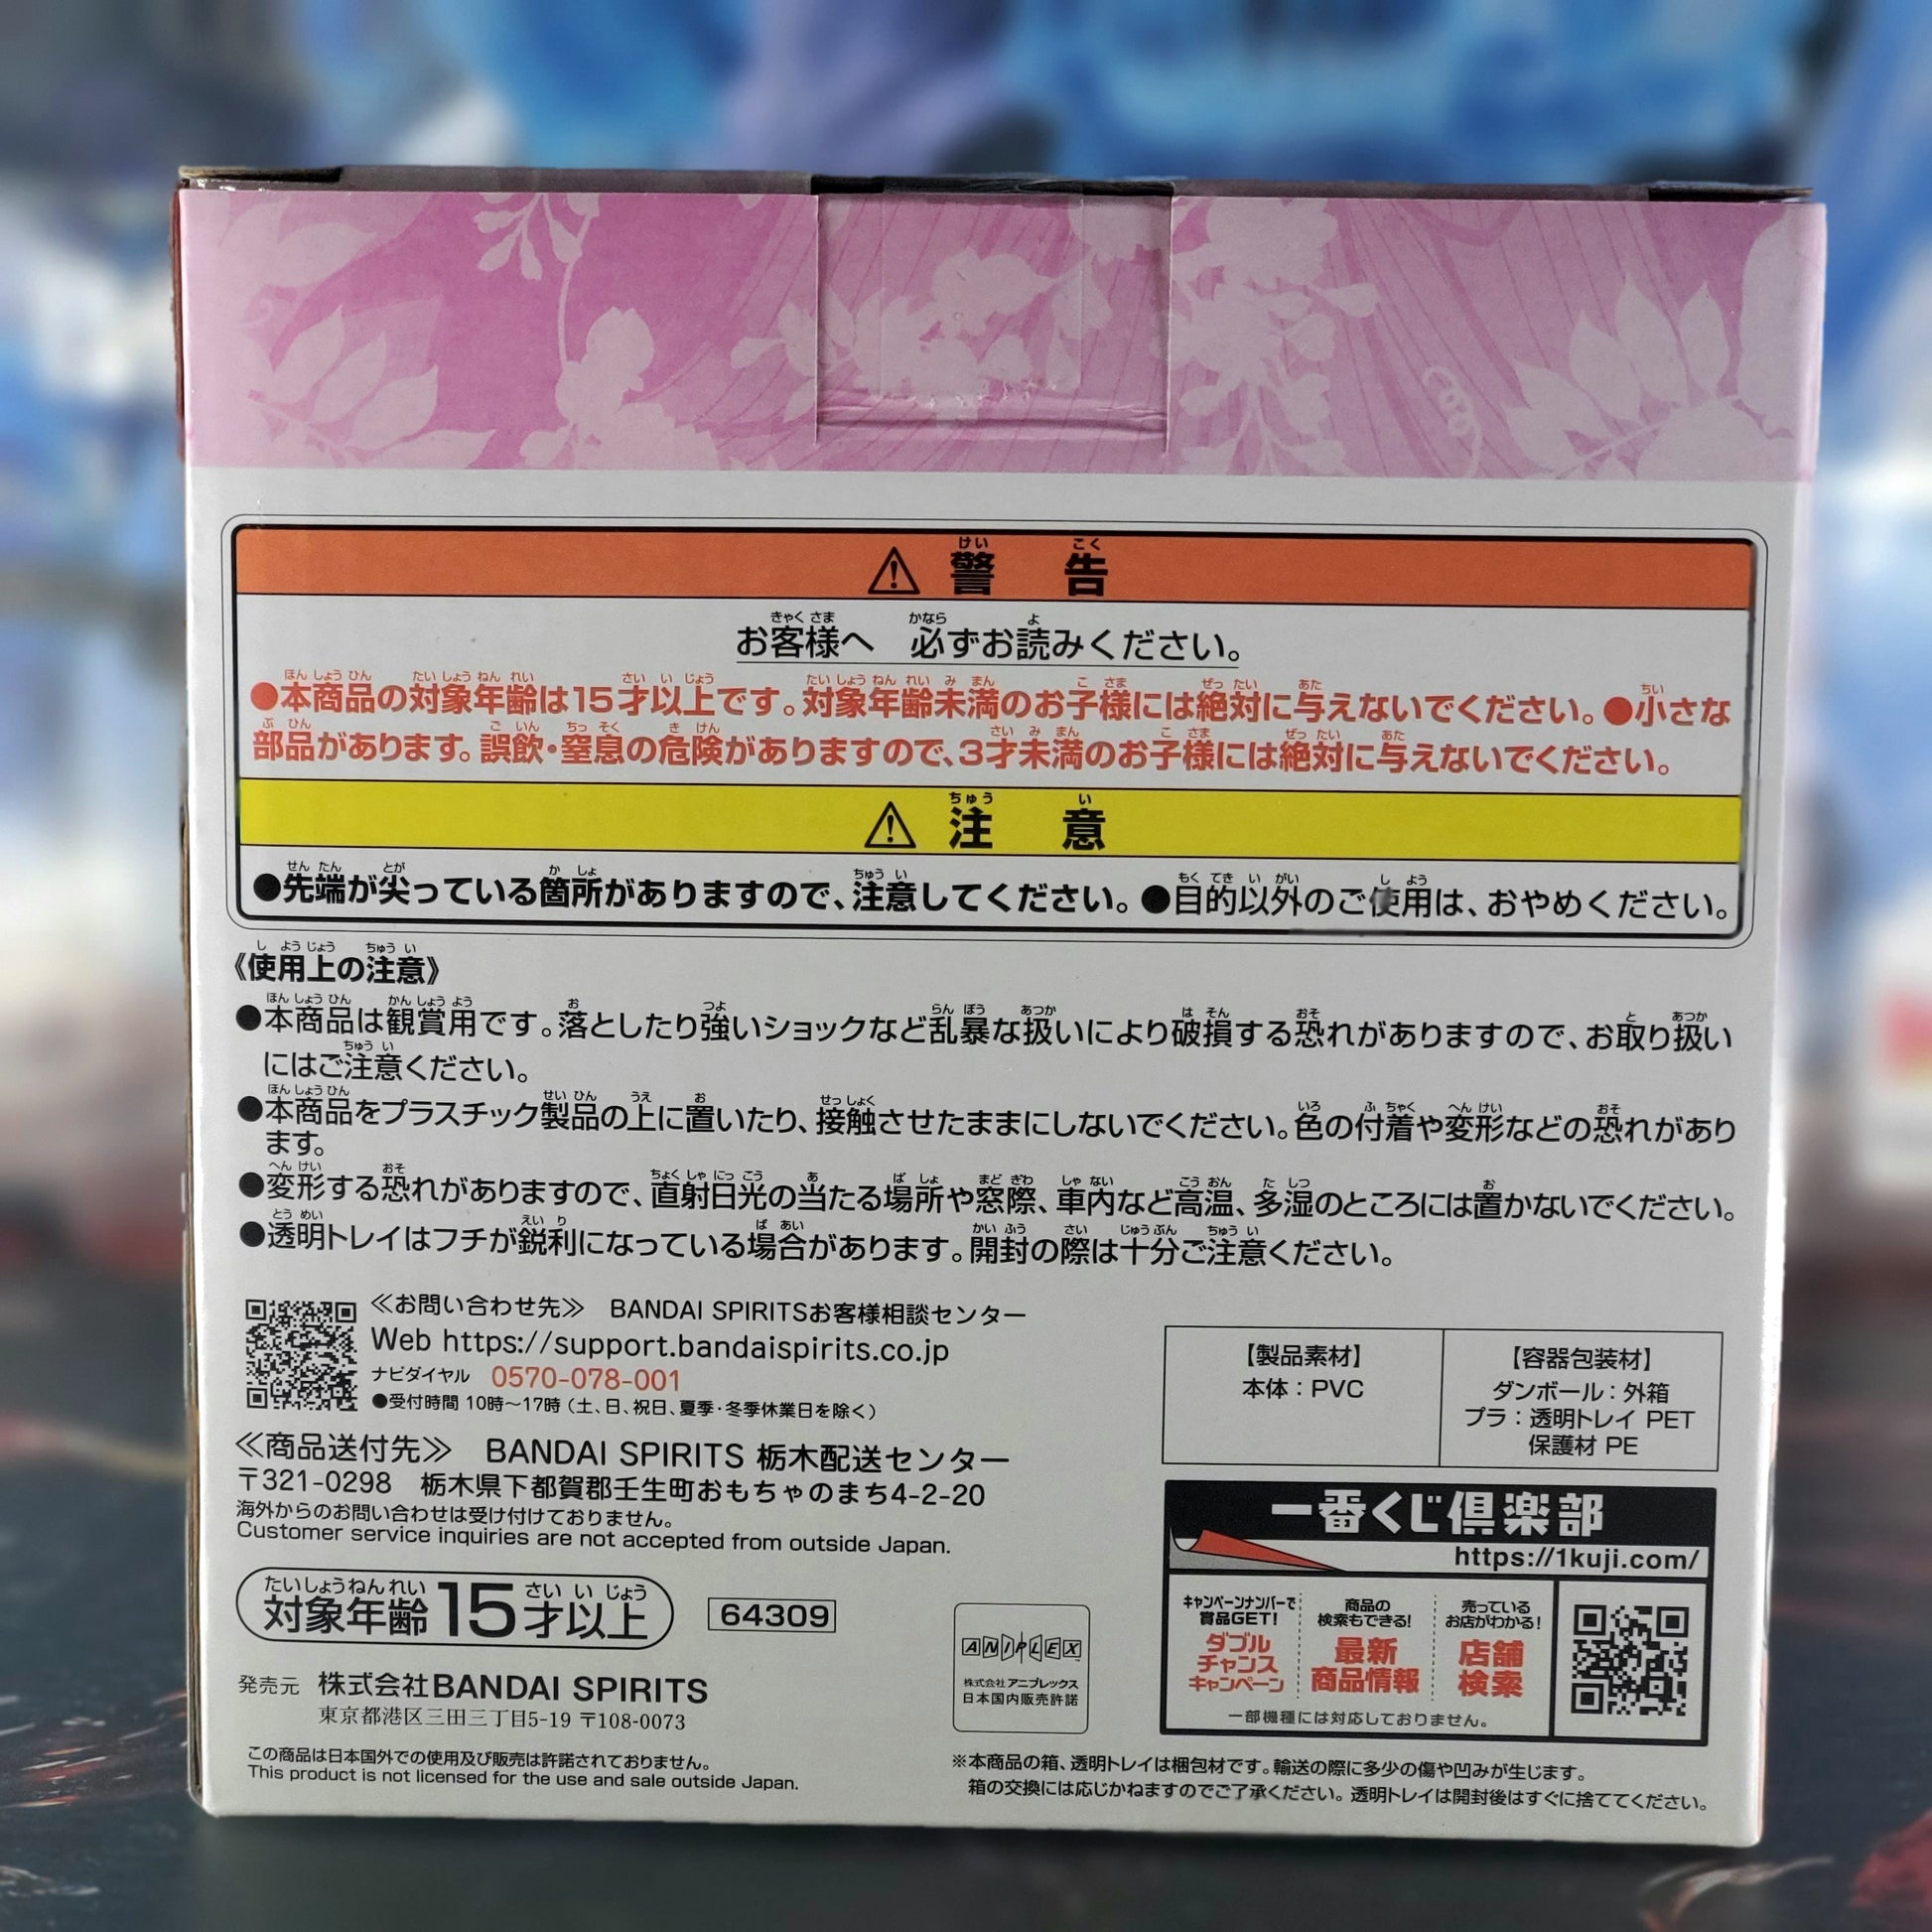 警告
お客様へ 必ずお読みください。
●本商品の対象年齢は15才以上です。対象年齢未満のお子様には絶対に与えないでください。●小さな
部品があります。誤飲・窒息の危険がありますので、3才未満のお子様には絶対に与えないでください。
注意
●先端が尖っている箇所がありますので、注意してください。●目的以外のご使用は、おやめください。
《使用上の注意》
●本商品は観賞用です。落としたり強いショックなど乱暴な扱いにより破損する恐れがありますので、お取り扱い
にはご注意ください。
●本商品をプラスチック製品の上に置いたり、接触させたままにしないでください。色の付着や変形などの恐れがあり
ます。
●変形する恐れがありますので、直射日光の当たる場所や窓際、車内など高温、多湿のところには置かないでください。
●透明トレイはフチが鋭利になっている場合があります。開封の際は十分ご注意ください。
≪お問い合わせ先≫ BANDAI SPIRITSお客様相談センター
Web https://support.bandaispirits.co.jp
ナビダイヤル 0570-078-001
●受付時間 10時～17時（土、日、祝日、夏季・冬季休業日を除く）
≪商品送付先≫ BANDAI SPIRITS 栃木配送センター
〒321-0298 栃木県下都賀郡壬生町おもちゃのまち4-2-20
海外からのお問い合わせは受け付けておりません。
Customer service inquiries are not accepted from outside Japan.
対象年齢15才以上
64309
発売元 株式会社BANDAI SPIRITS
東京都港区三田三丁目5-19 〒108-0073
この商品は日本国外での使用及び販売は許諾されておりません。
This product is not licensed for the use and sale outside Japan.
ANIPLEX
株式会社アニプレックス
日本国内販売許諾
【製品素材】
本体：PVC
【容器包装材】
ダンボール：外箱
プラ：透明トレイ PET
保護材 PE
一番くじ倶楽部
https://1kuji.com/
キャンペーンナンバーで
賞品GET!
ダブル
チャンス
キャンペーン
商品の
検索もできる!
最新
商品情報
売っている
お店がわかる!
店舗
検索
一部機種には対応しておりません。
※本商品の箱、透明トレイは梱包材です。輸送の際に多少の傷や凹みが生じます。
箱の交換には応じかねますのでご了承ください。透明トレイは開封後はすぐに捨ててください。